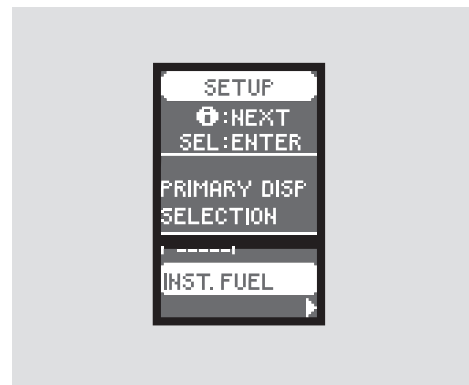 SETUP
i:NEXT
SEL:ENTER
PRIMARY DISP
SELECTION
INST. FUEL